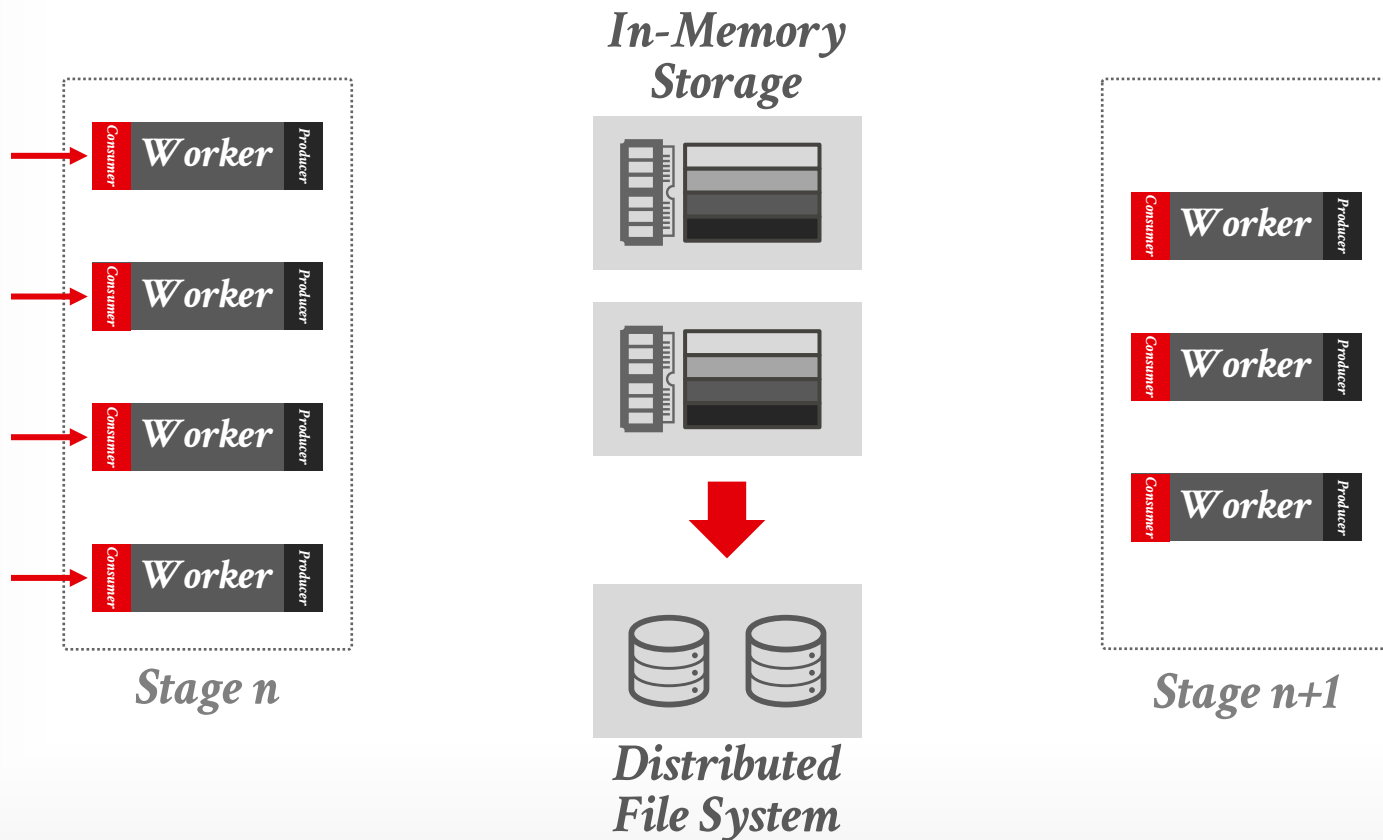 In-Memory
Storage
Consumer Worker Producer
Consumer Worker Producer
Consumer Worker Producer
Consumer Worker Producer
Stage n
Consumer Worker Producer
Consumer Worker Producer
Consumer Worker Producer
Stage n+1
Distributed
File System